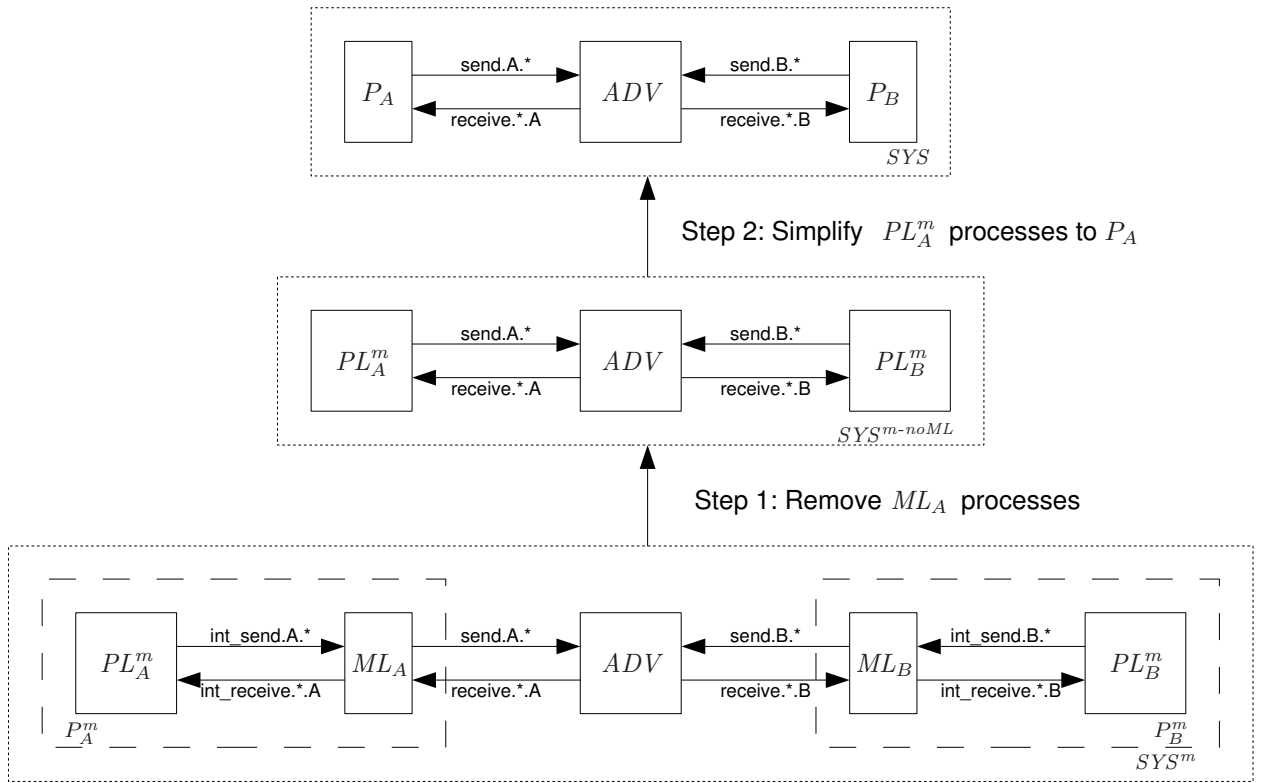 send.A.* send.B.*
P_A ADV P_B
receive.*.A receive.*.B
SYS
Step 2: Simplify PL_A^m processes to P_A
send.A.* send.B.*
PL_A^m ADV PL_B^m
receive.*.A receive.*.B
SYS^{m-noML}
Step 1: Remove ML_A processes
int_send.A.* send.A.* send.B.* int_send.B.*
PL_A^m ML_A ADV ML_B PL_B^m
int_receive.*.A receive.*.A receive.*.B int_receive.*.B
P_A^m P_B^m
SYS^m